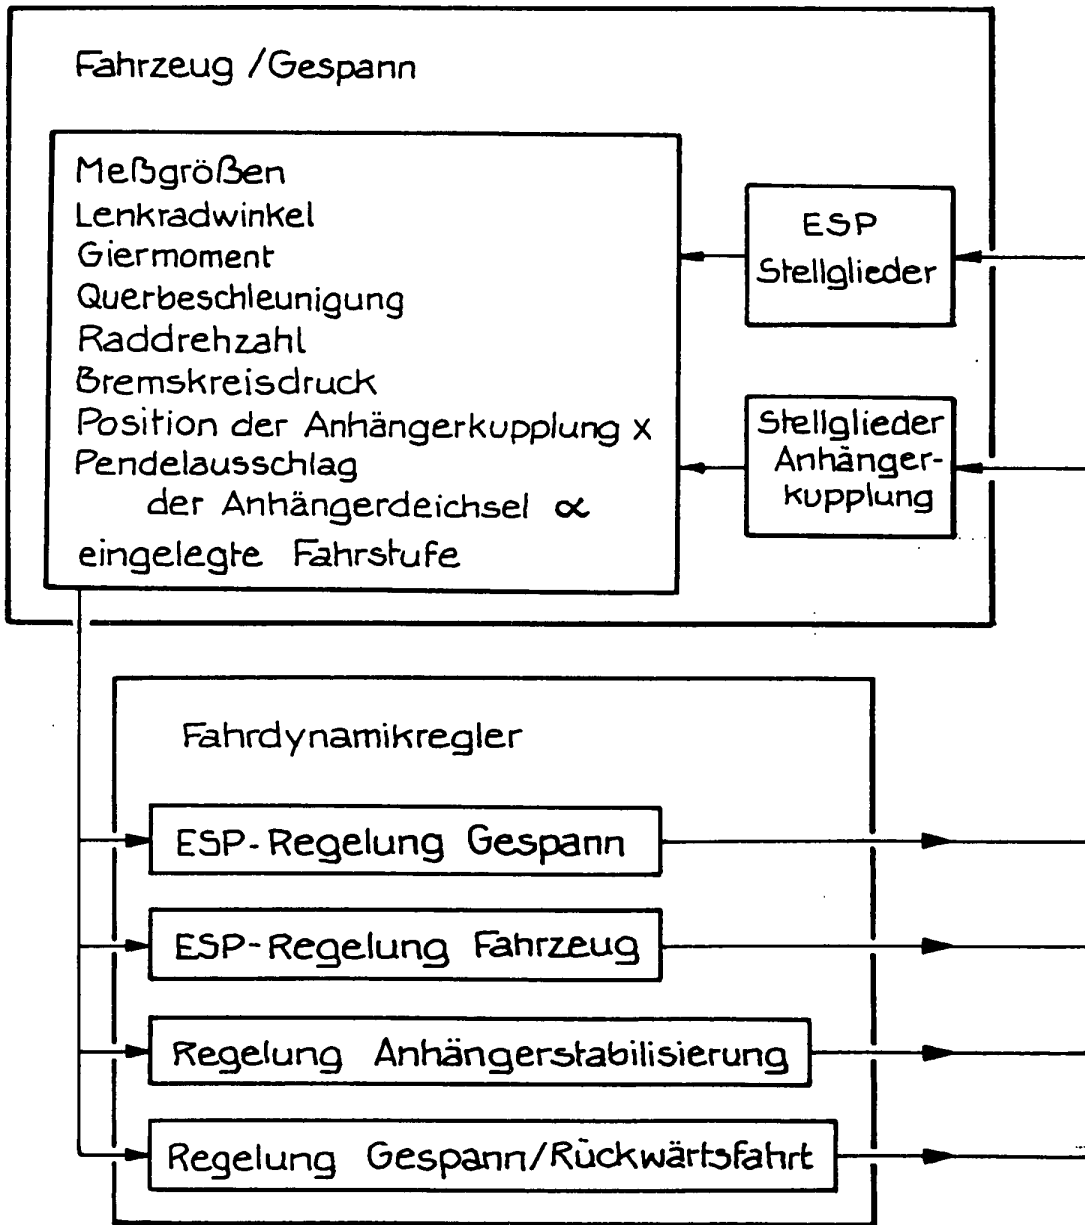 Fahrzeug /Gespann
Meßgrößen
Lenkradwinkel
Giermoment
Querbeschleunigung
Raddrehzahl
Bremskreisdruck
Position der Anhängerkupplung x
Pendelausschlag
der Anhängerdeichsel α
eingelegte Fahrstufe
ESP
Stellglieder
Stellglieder
Anhänger-
kupplung
Fahrdynamikregler
ESP-Regelung Gespann
ESP-Regelung Fahrzeug
Regelung Anhängerstabilisierung
Regelung Gespann/Rückwärtsfahrt